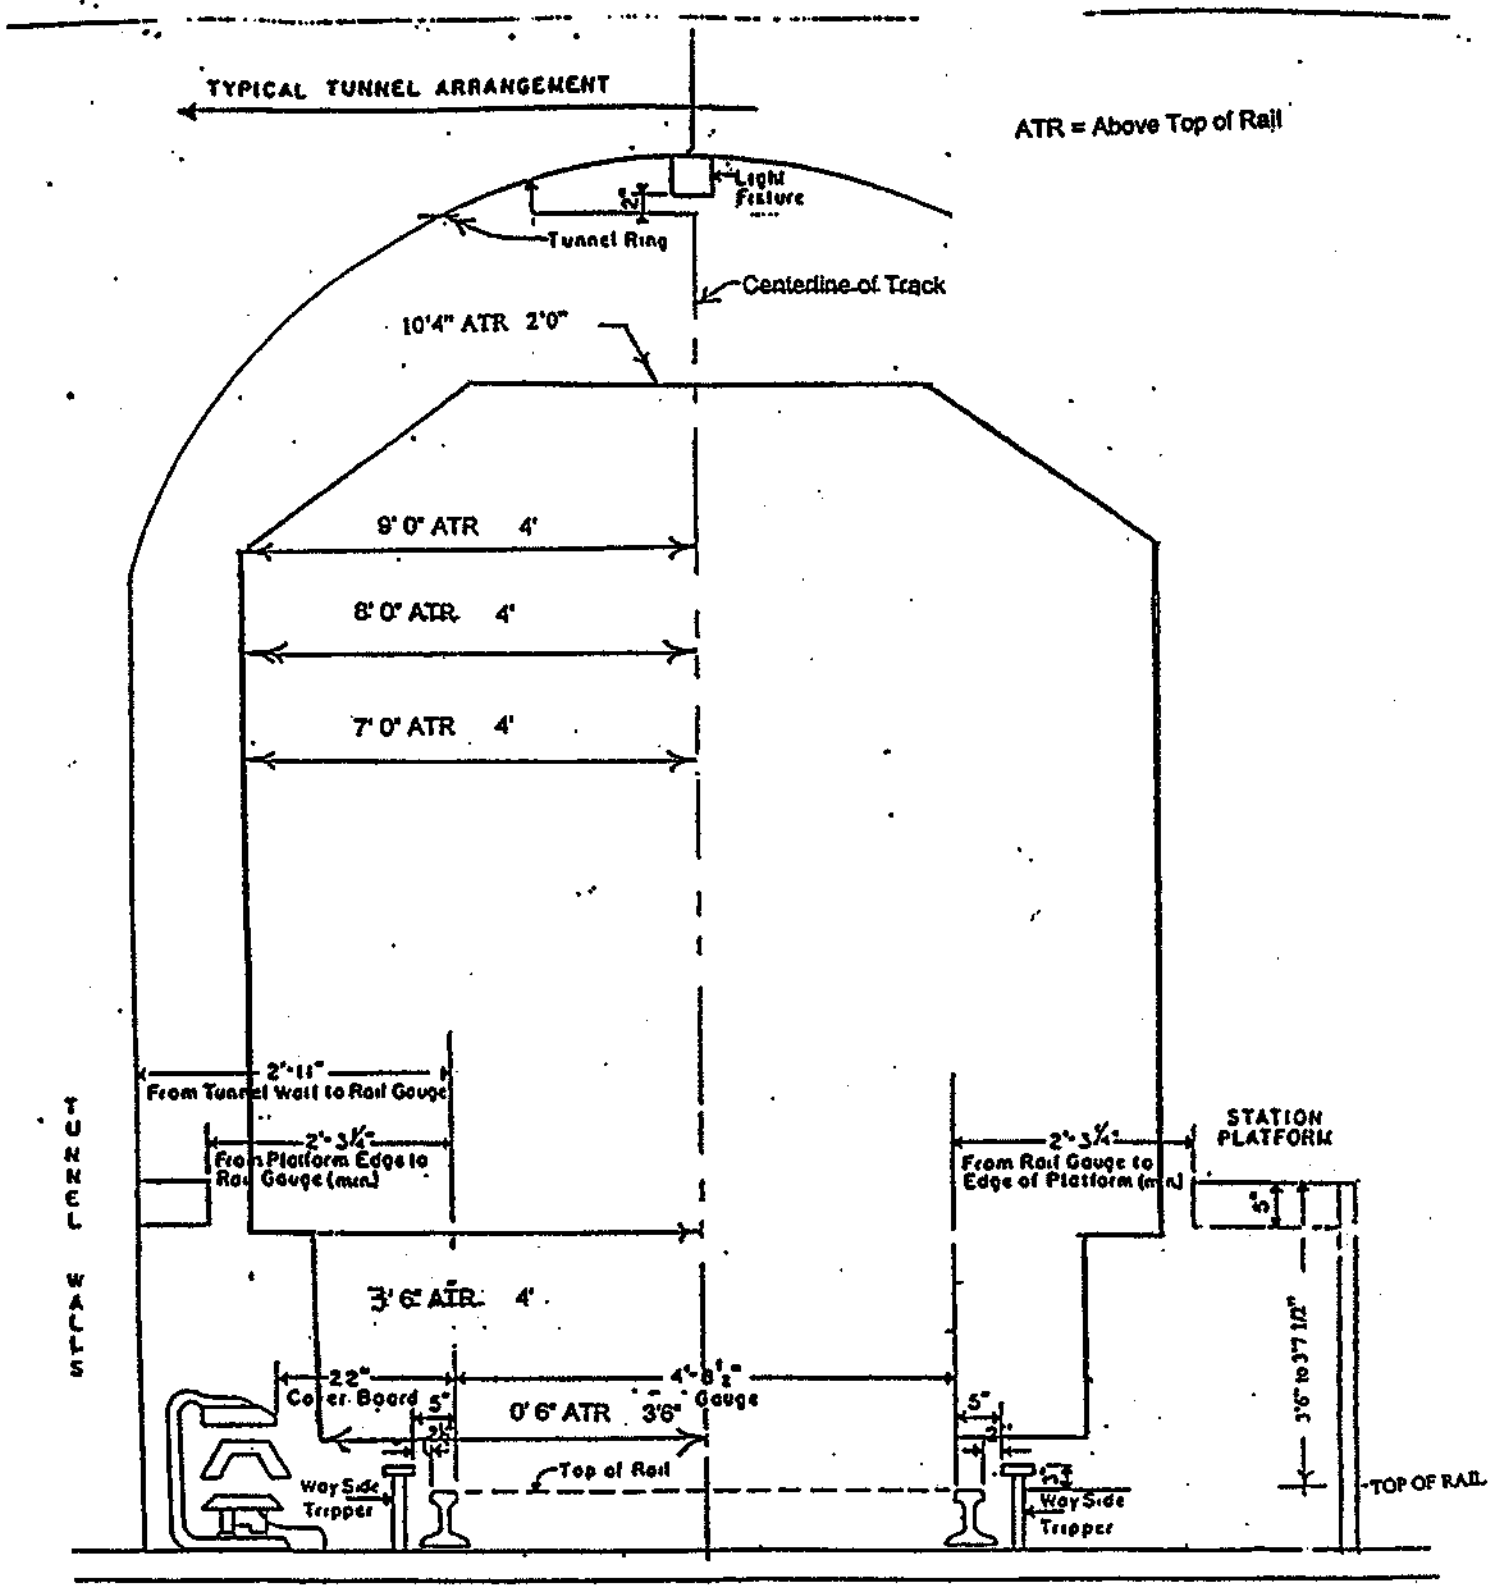 TYPICAL TUNNEL ARRANGEMENT
ATR = Above Top of Rail
Light
Fixture
2"
Tunnel Ring
Centerline of Track
10'4" ATR 2'0"
9' 0" ATR 4'
8' 0" ATR 4'
7' 0" ATR 4'
2'-11"
From Tunnel Wall to Rail Gauge
TUNNEL WALLS
2'-3¼"
From Platform Edge to
Rail Gauge (min)
2'-3¼"
From Rail Gauge to
Edge of Platform (min)
STATION
PLATFORM
5"
3'6" ATR 4'
3'6" to 3'7 1/2"
22"
Cover Board
4'-8½"
Gauge
5"
0' 6" ATR 3'6"
5"
Top of Rail
Way Side
Tripper
Way Side
Tripper
TOP OF RAIL